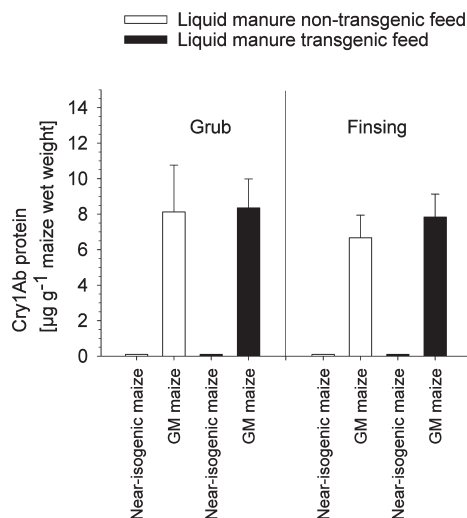 Liquid manure non-transgenic feed
Liquid manure transgenic feed
Grub
Finsing
Cry1Ab protein
[µg g⁻¹ maize wet weight]
14
12
10
8
6
4
2
0
Near-isogenic maize
GM maize
Near-isogenic maize
GM maize
Near-isogenic maize
GM maize
Near-isogenic maize
GM maize